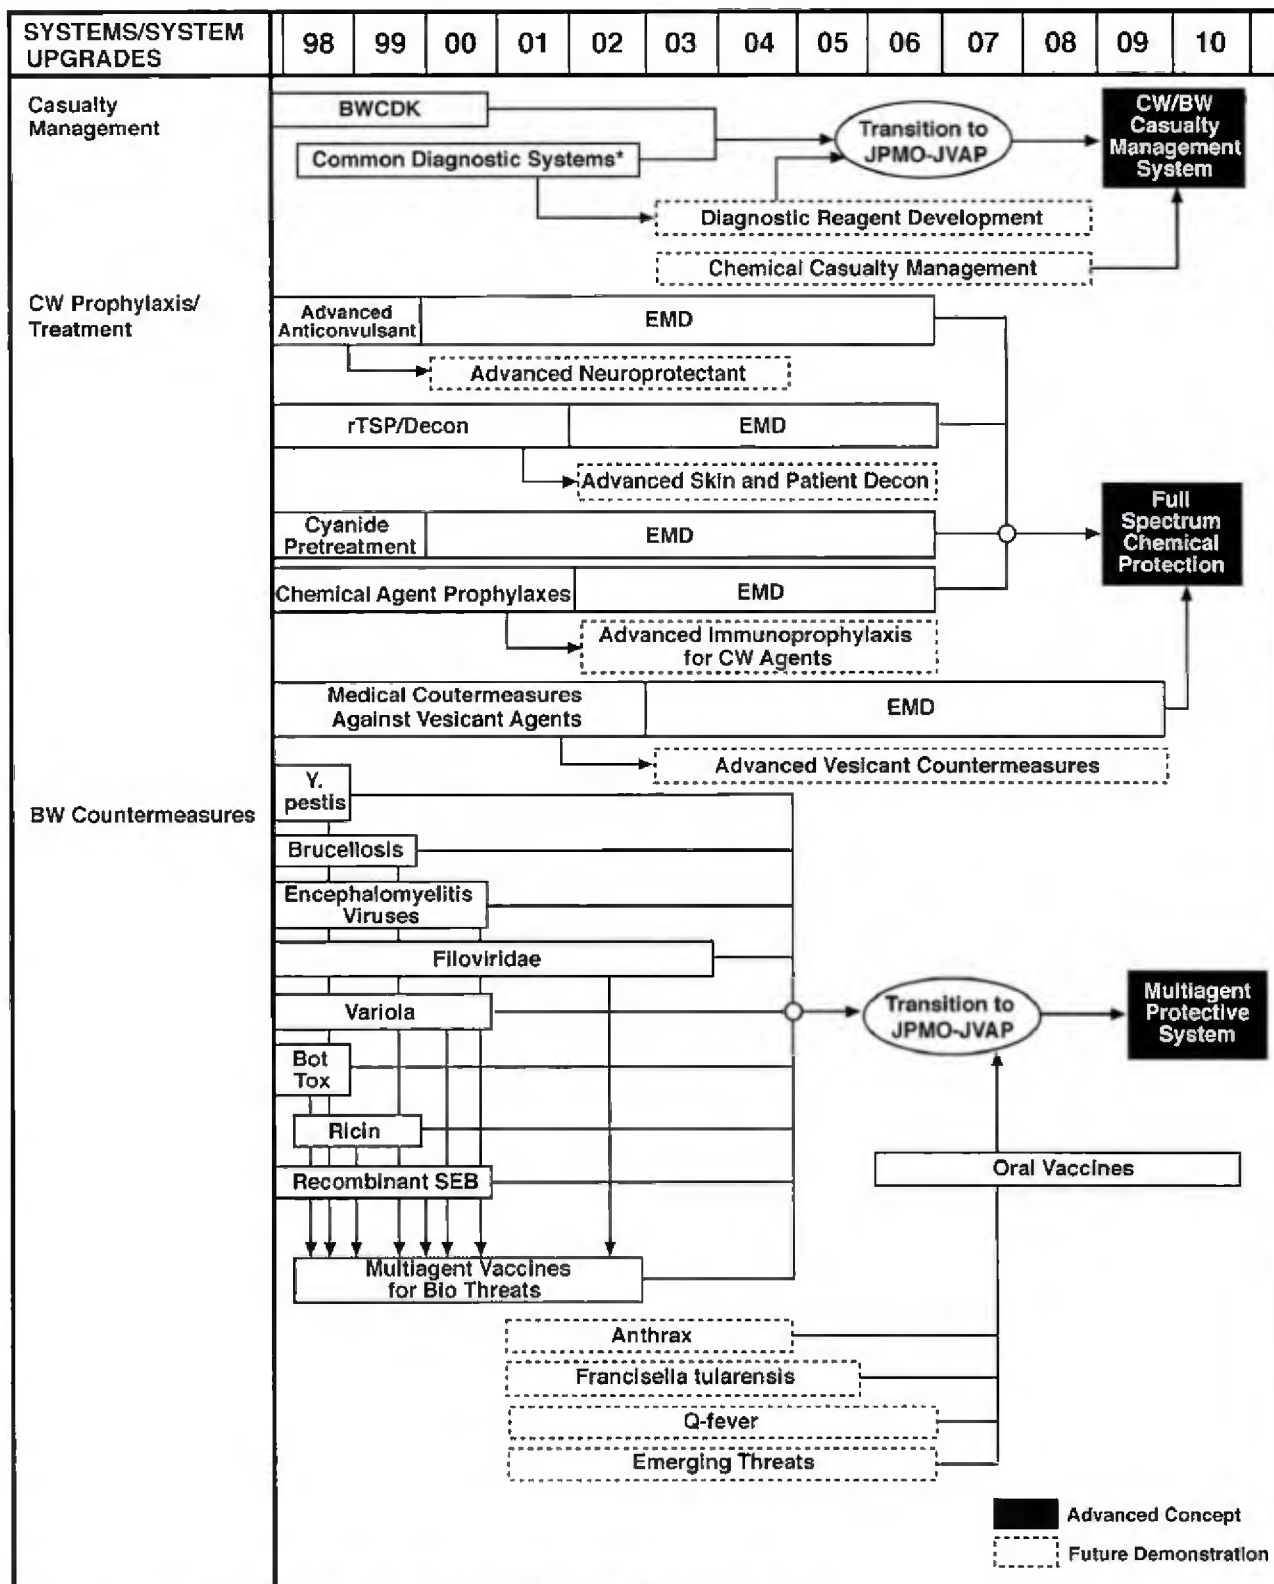 SYSTEMS/SYSTEM
UPGRADES
98 99 00 01 02 03 04 05 06 07 08 09 10
Casualty
Management
BWCDK
Common Diagnostic Systems*
Transition to
JPMO-JVAP
CW/BW
Casualty
Management
System
Diagnostic Reagent Development
Chemical Casualty Management
CW Prophylaxis/
Treatment
Advanced
Anticonvulsant
EMD
Advanced Neuroprotectant
rTSP/Decon
EMD
Advanced Skin and Patient Decon
Cyanide
Pretreatment
EMD
Full
Spectrum
Chemical
Protection
Chemical Agent Prophylaxes
EMD
Advanced Immunoprophylaxis
for CW Agents
Medical Coutermeasures
Against Vesicant Agents
EMD
Advanced Vesicant Countermeasures
BW Countermeasures
Y.
pestis
Brucellosis
Encephalomyelitis
Viruses
Filoviridae
Variola
Transition to
JPMO-JVAP
Multiagent
Protective
System
Bot
Tox
Ricin
Recombinant SEB
Oral Vaccines
Multiagent Vaccines
for Bio Threats
Anthrax
Francisella tularensis
Q-fever
Emerging Threats
Advanced Concept
Future Demonstration